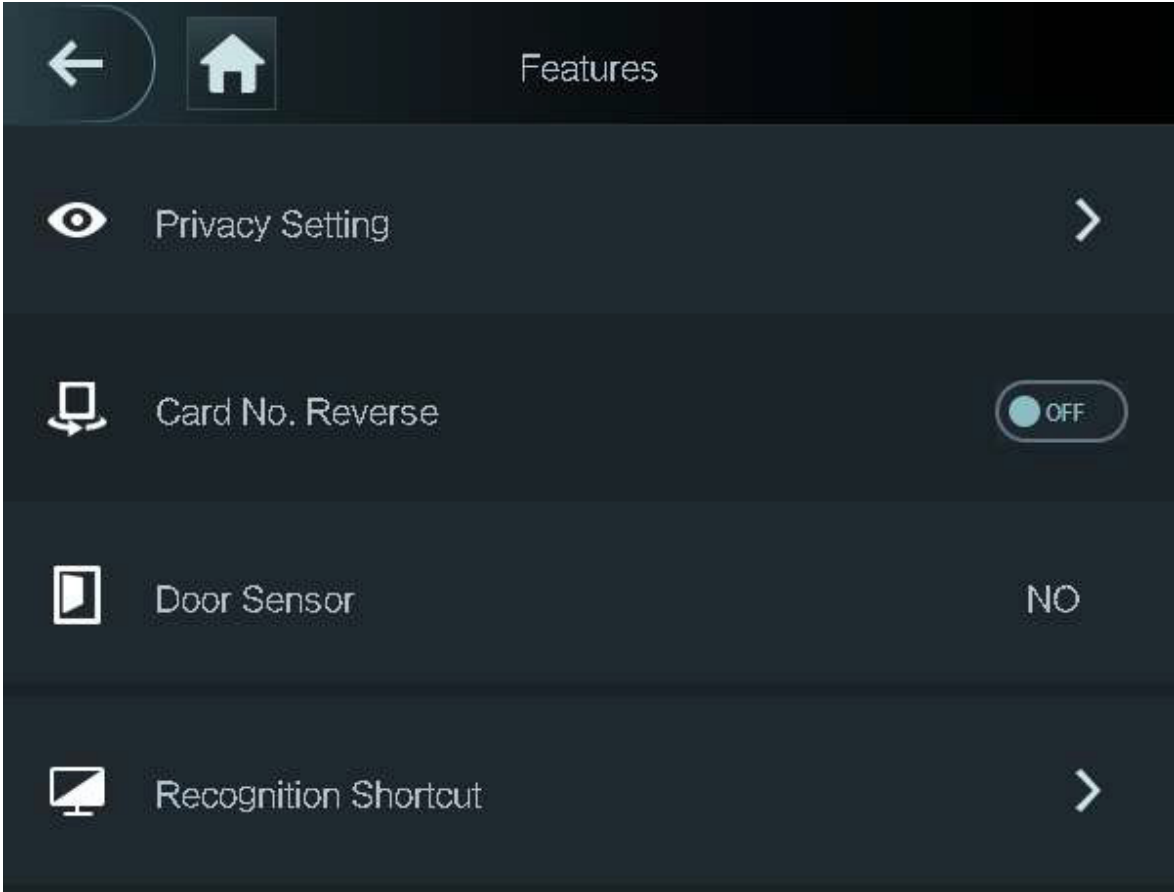 Features
Privacy Setting
Card No. Reverse
OFF
Door Sensor
NO
Recognition Shortcut